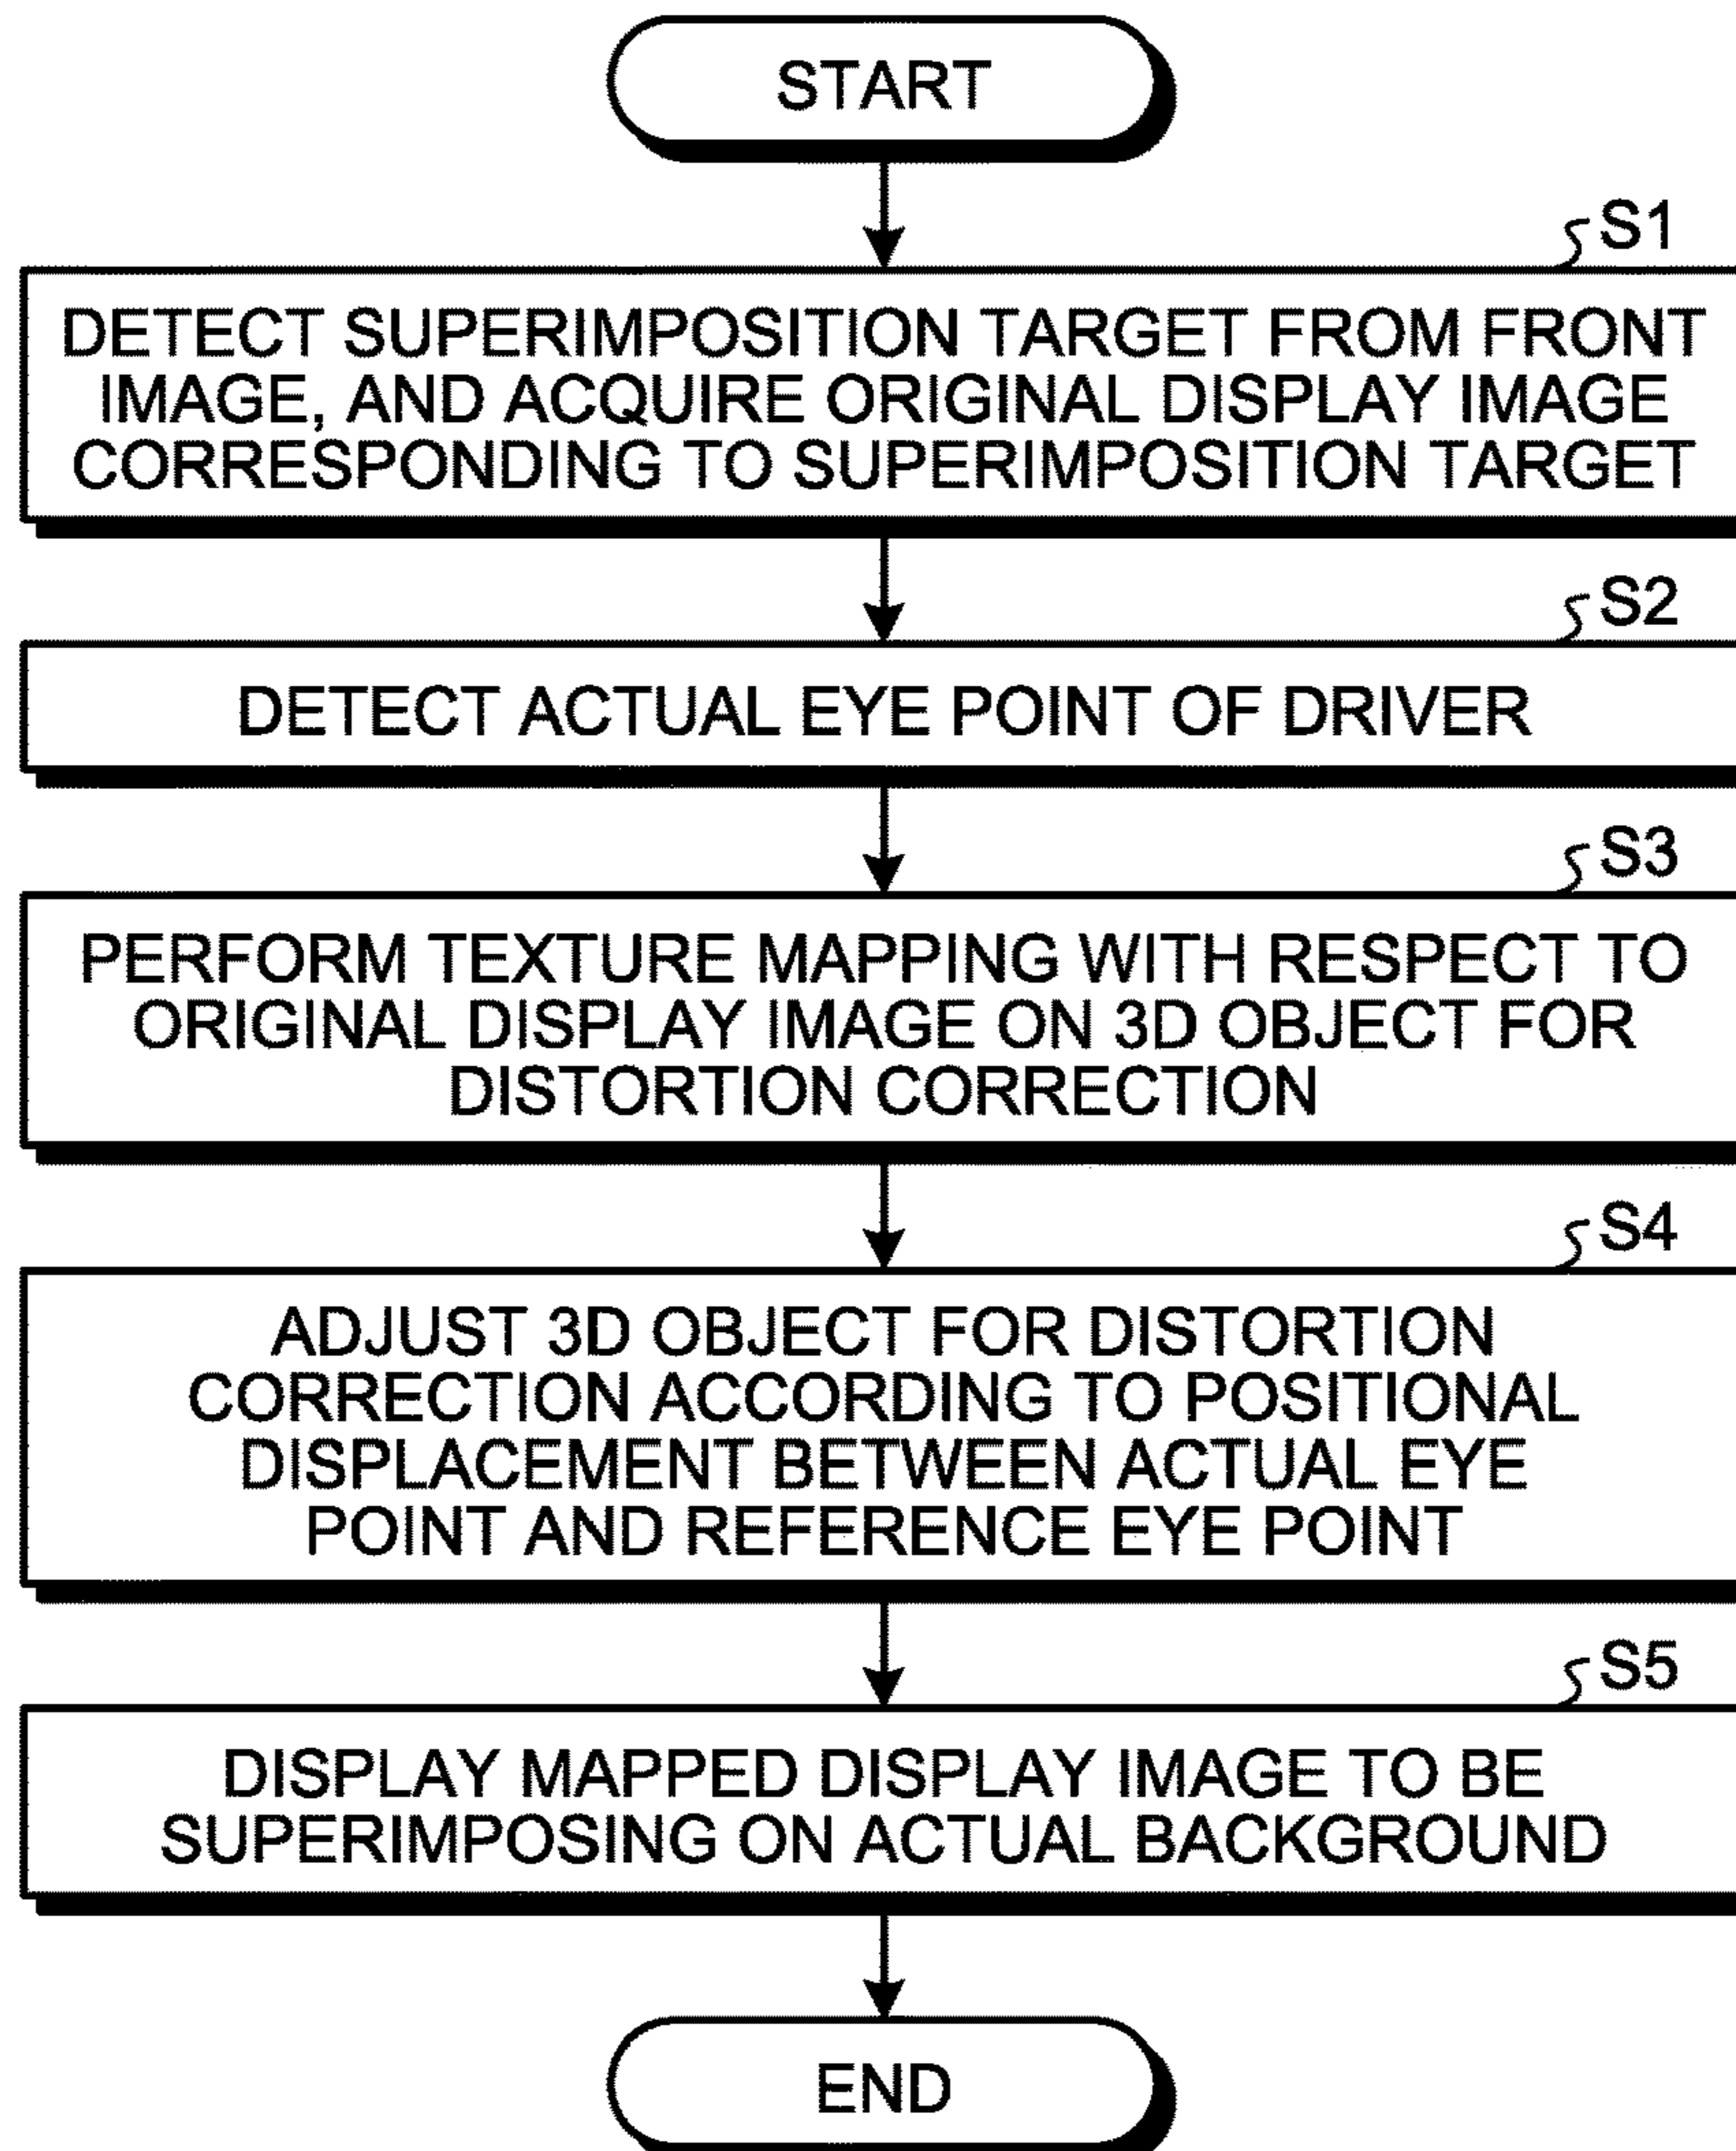 START
S1
DETECT SUPERIMPOSITION TARGET FROM FRONT
IMAGE, AND ACQUIRE ORIGINAL DISPLAY IMAGE
CORRESPONDING TO SUPERIMPOSITION TARGET
S2
DETECT ACTUAL EYE POINT OF DRIVER
S3
PERFORM TEXTURE MAPPING WITH RESPECT TO
ORIGINAL DISPLAY IMAGE ON 3D OBJECT FOR
DISTORTION CORRECTION
S4
ADJUST 3D OBJECT FOR DISTORTION
CORRECTION ACCORDING TO POSITIONAL
DISPLACEMENT BETWEEN ACTUAL EYE
POINT AND REFERENCE EYE POINT
S5
DISPLAY MAPPED DISPLAY IMAGE TO BE
SUPERIMPOSING ON ACTUAL BACKGROUND
END